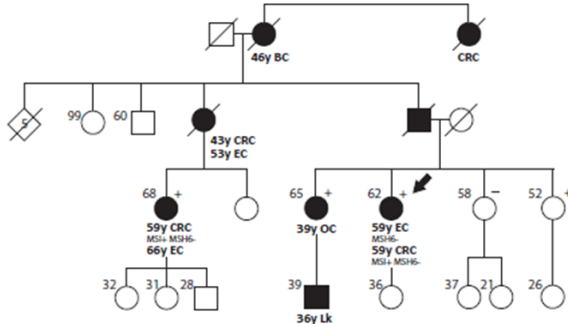 46y BC
CRC
5
99
60
43y CRC
53y EC
68 +
65 +
62 +
58 –
52 +
59y CRC
MSI+ MSH6-
66y EC
39y OC
59y EC
MSH6-
59y CRC
MSI+ MSH6-
32
31
28
39
36
37
21
26
36y Lk